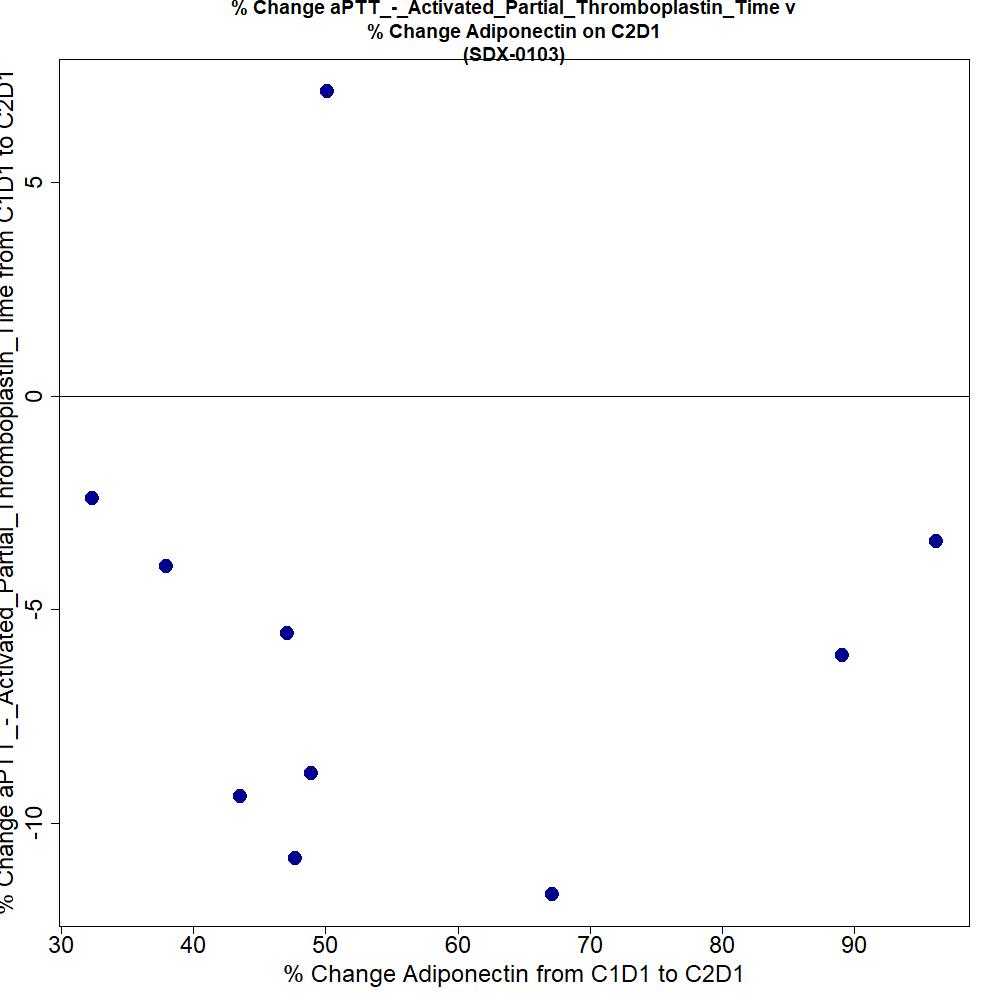 % Change aPTT_-_Activated_Partial_Thromboplastin_Time v
% Change Adiponectin on C2D1
(SDX-0103)
% Change aPTT_-_Activated_Partial_Thromboplastin_Time from C1D1 to C2D1
5
0
-5
-10
30 40 50 60 70 80 90
% Change Adiponectin from C1D1 to C2D1